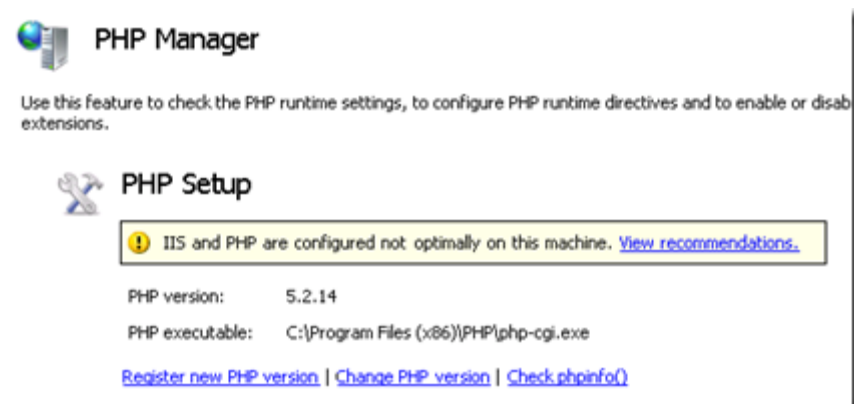 PHP Manager
Use this feature to check the PHP runtime settings, to configure PHP runtime directives and to enable or disab
extensions.
PHP Setup
IIS and PHP are configured not optimally on this machine. View recommendations.
PHP version: 5.2.14
PHP executable: C:\Program Files (x86)\PHP\php-cgi.exe
Register new PHP version | Change PHP version | Check phpinfo()